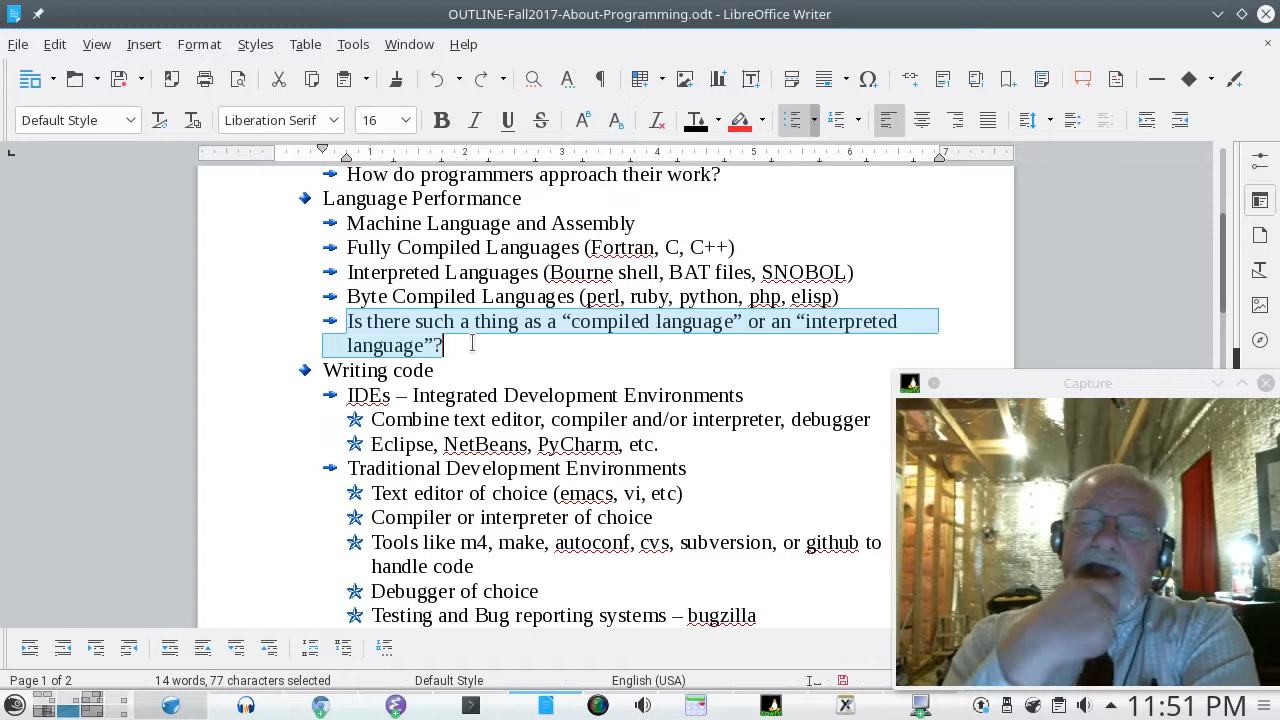 OUTLINE-Fall2017-About-Programming.odt - LibreOffice Writer
File Edit View Insert Format Styles Table Tools Window Help
Default Style Liberation Serif 16
1 2 3 4 5 6 7
How do programmers approach their work?
Language Performance
Machine Language and Assembly
Fully Compiled Languages (Fortran, C, C++)
Interpreted Languages (Bourne shell, BAT files, SNOBOL)
Byte Compiled Languages (perl, ruby, python, php, elisp)
Is there such a thing as a “compiled language” or an “interpreted
language”?
Writing code
IDEs – Integrated Development Environments
Combine text editor, compiler and/or interpreter, debugger
Eclipse, NetBeans, PyCharm, etc.
Traditional Development Environments
Text editor of choice (emacs, vi, etc)
Compiler or interpreter of choice
Tools like m4, make, autoconf, cvs, subversion, or github to
handle code
Debugger of choice
Testing and Bug reporting systems – bugzilla
Capture
Page 1 of 2 14 words, 77 characters selected Default Style English (USA)
11:51 PM